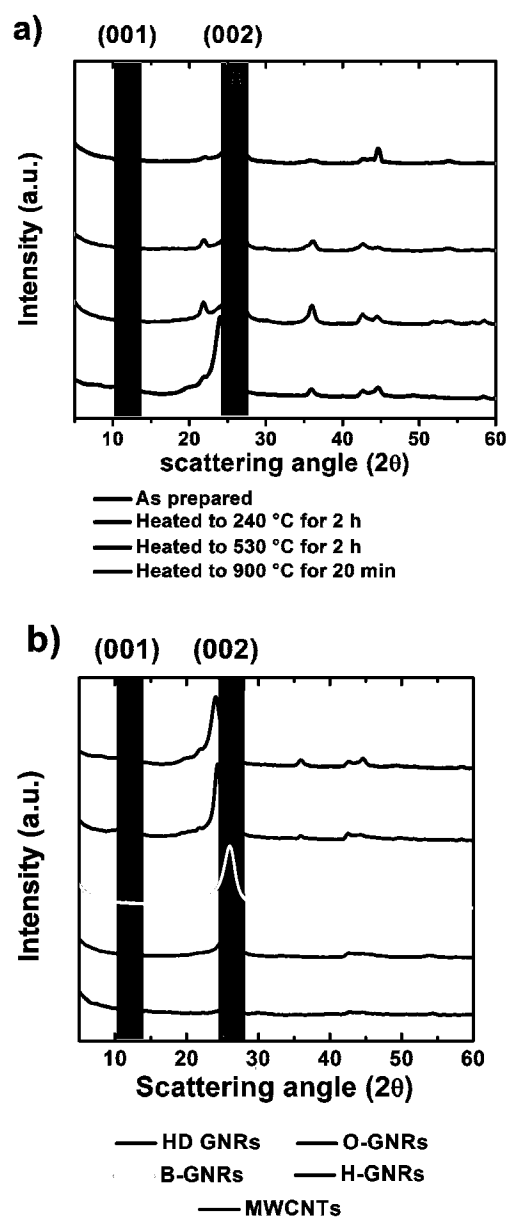 a)
(001) (002)
Intensity (a.u.)
10 20 30 40 50 60
scattering angle (2θ)
As prepared
Heated to 240 °C for 2 h
Heated to 530 °C for 2 h
Heated to 900 °C for 20 min
b)
(001) (002)
Intensity (a.u.)
10 20 30 40 50 60
Scattering angle (2θ)
HD GNRs O-GNRs
B-GNRs H-GNRs
MWCNTs